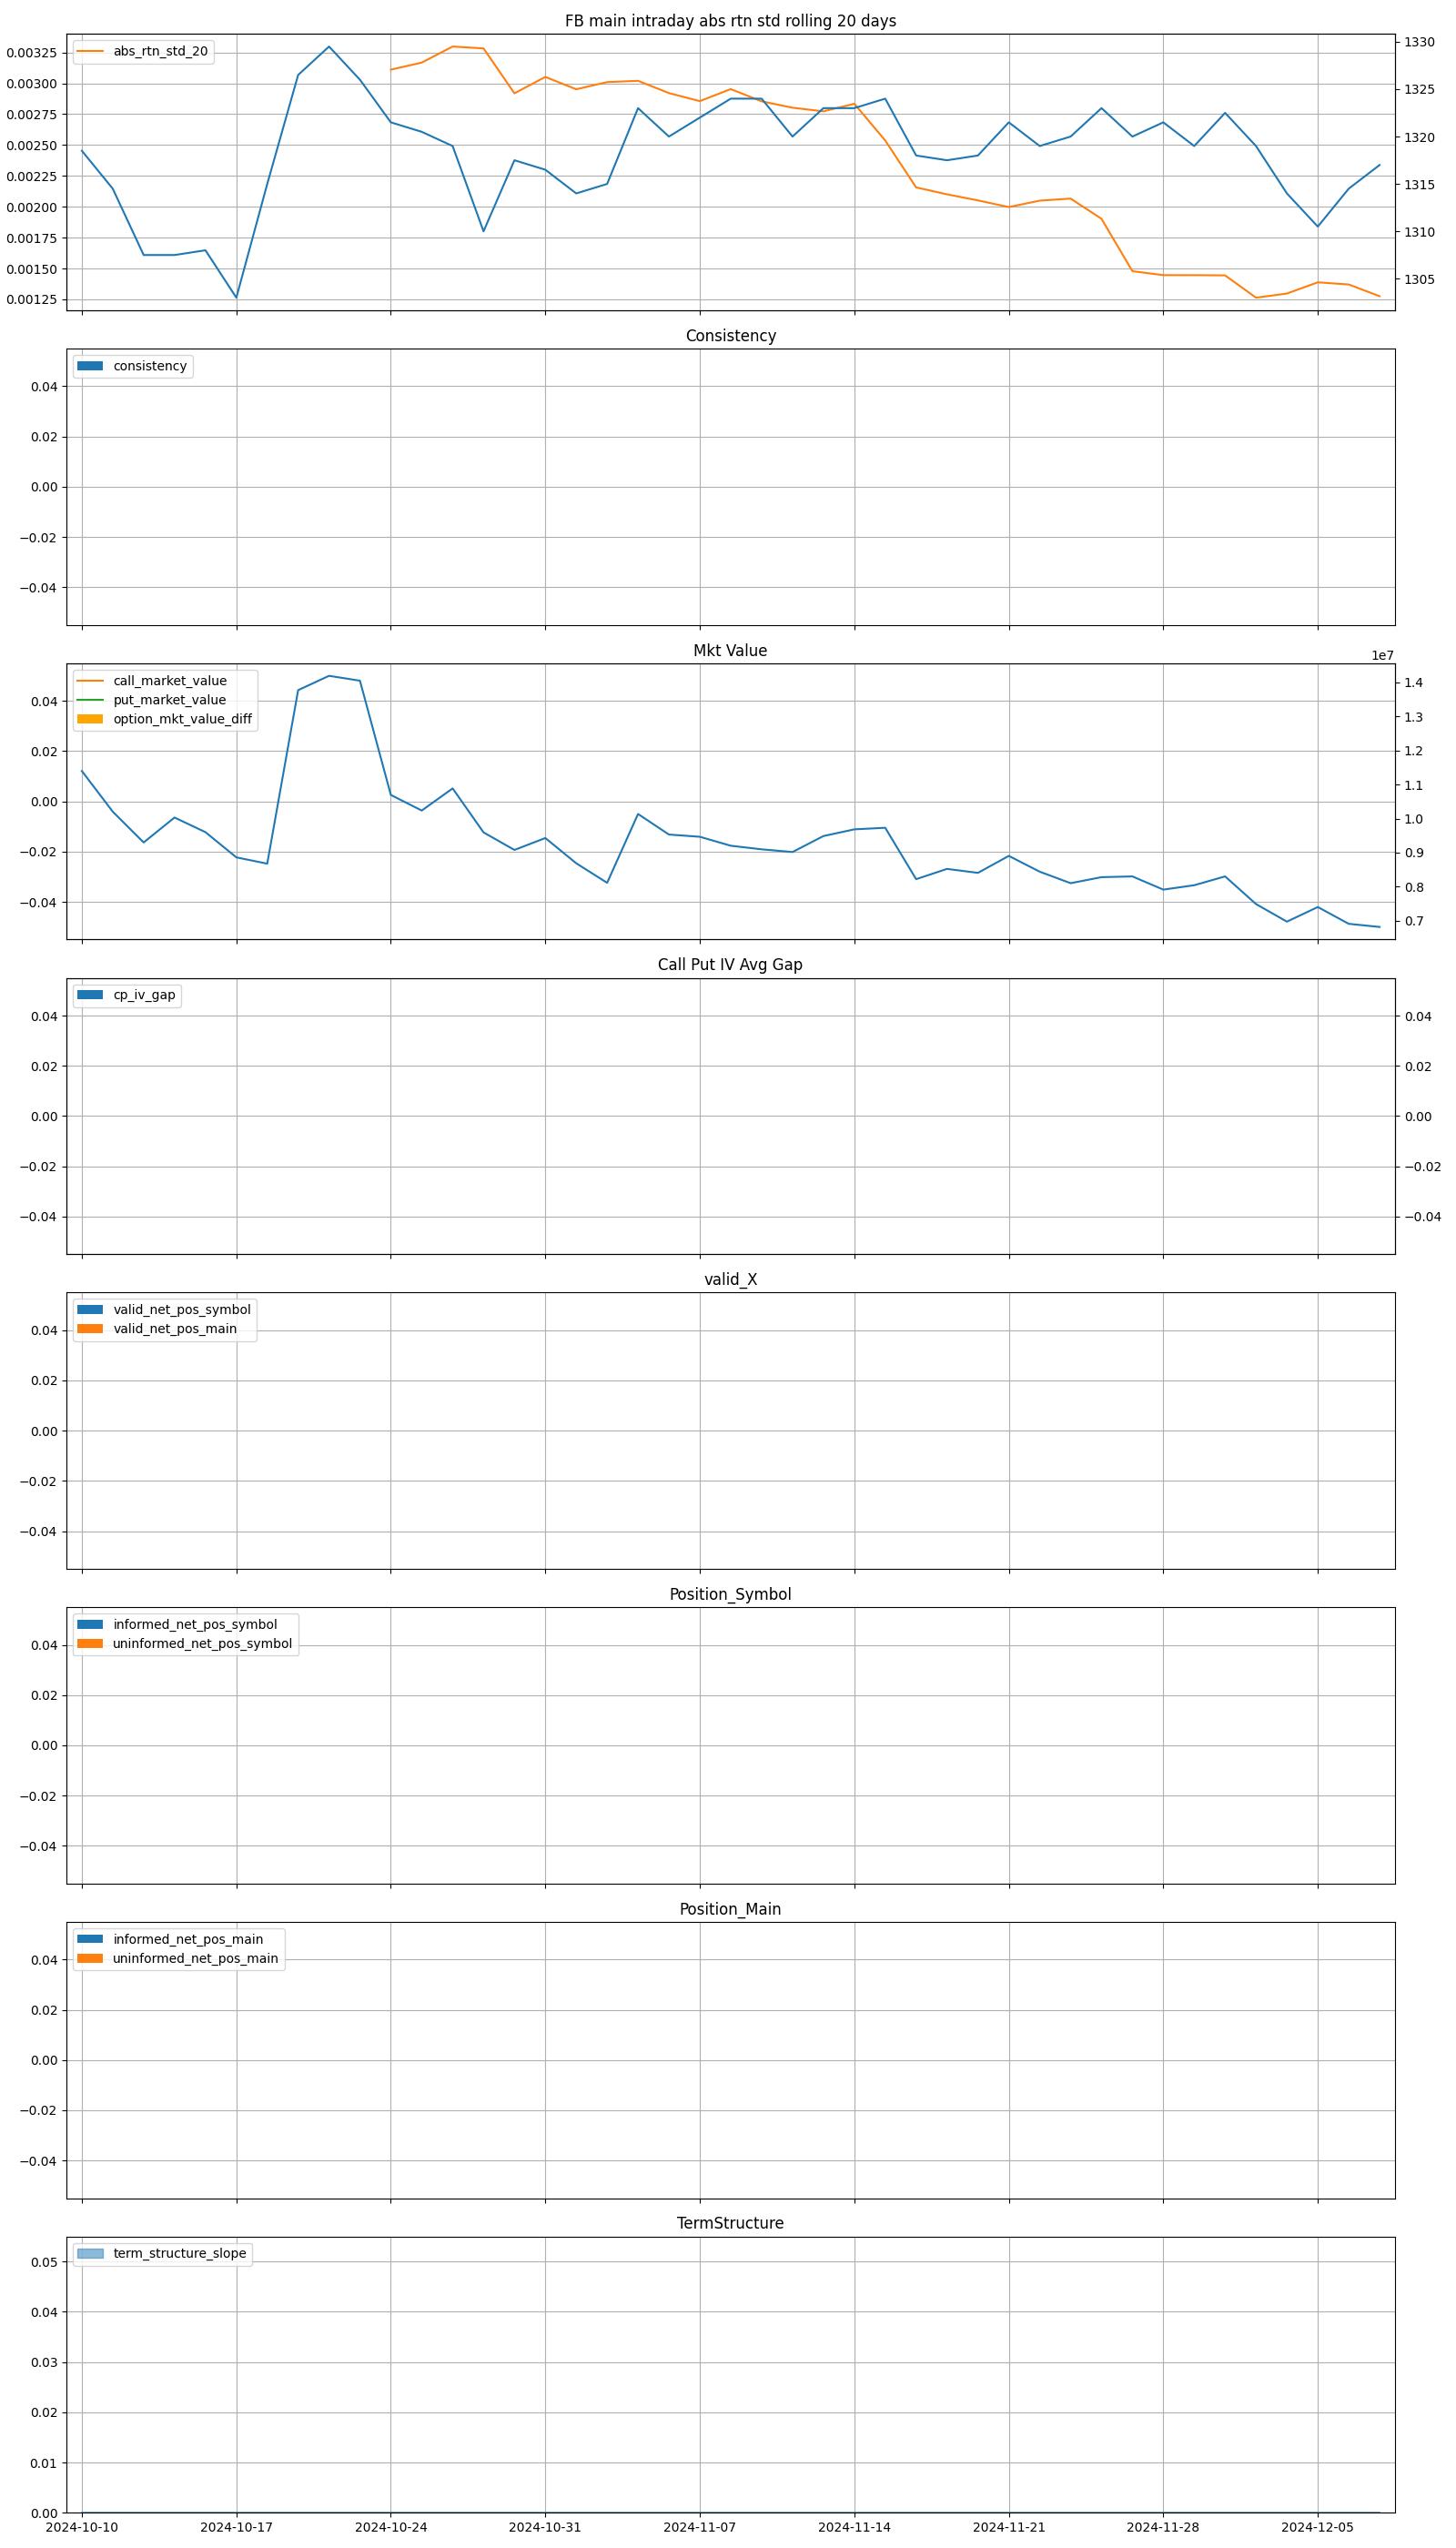 FB main intraday abs rtn std rolling 20 days
abs_rtn_std_20
0.00325
0.00300
0.00275
0.00250
0.00225
0.00200
0.00175
0.00150
0.00125
1330
1325
1320
1315
1310
1305
Consistency
consistency
0.04
0.02
0.00
−0.02
−0.04
Mkt Value
1e7
call_market_value
put_market_value
option_mkt_value_diff
0.04
0.02
0.00
−0.02
−0.04
1.4
1.3
1.2
1.1
1.0
0.9
0.8
0.7
Call Put IV Avg Gap
cp_iv_gap
0.04
0.02
0.00
−0.02
−0.04
0.04
0.02
0.00
−0.02
−0.04
valid_X
valid_net_pos_symbol
valid_net_pos_main
0.04
0.02
0.00
−0.02
−0.04
Position_Symbol
informed_net_pos_symbol
uninformed_net_pos_symbol
0.04
0.02
0.00
−0.02
−0.04
Position_Main
informed_net_pos_main
uninformed_net_pos_main
0.04
0.02
0.00
−0.02
−0.04
TermStructure
term_structure_slope
0.05
0.04
0.03
0.02
0.01
0.00
2024-10-10 2024-10-17 2024-10-24 2024-10-31 2024-11-07 2024-11-14 2024-11-21 2024-11-28 2024-12-05